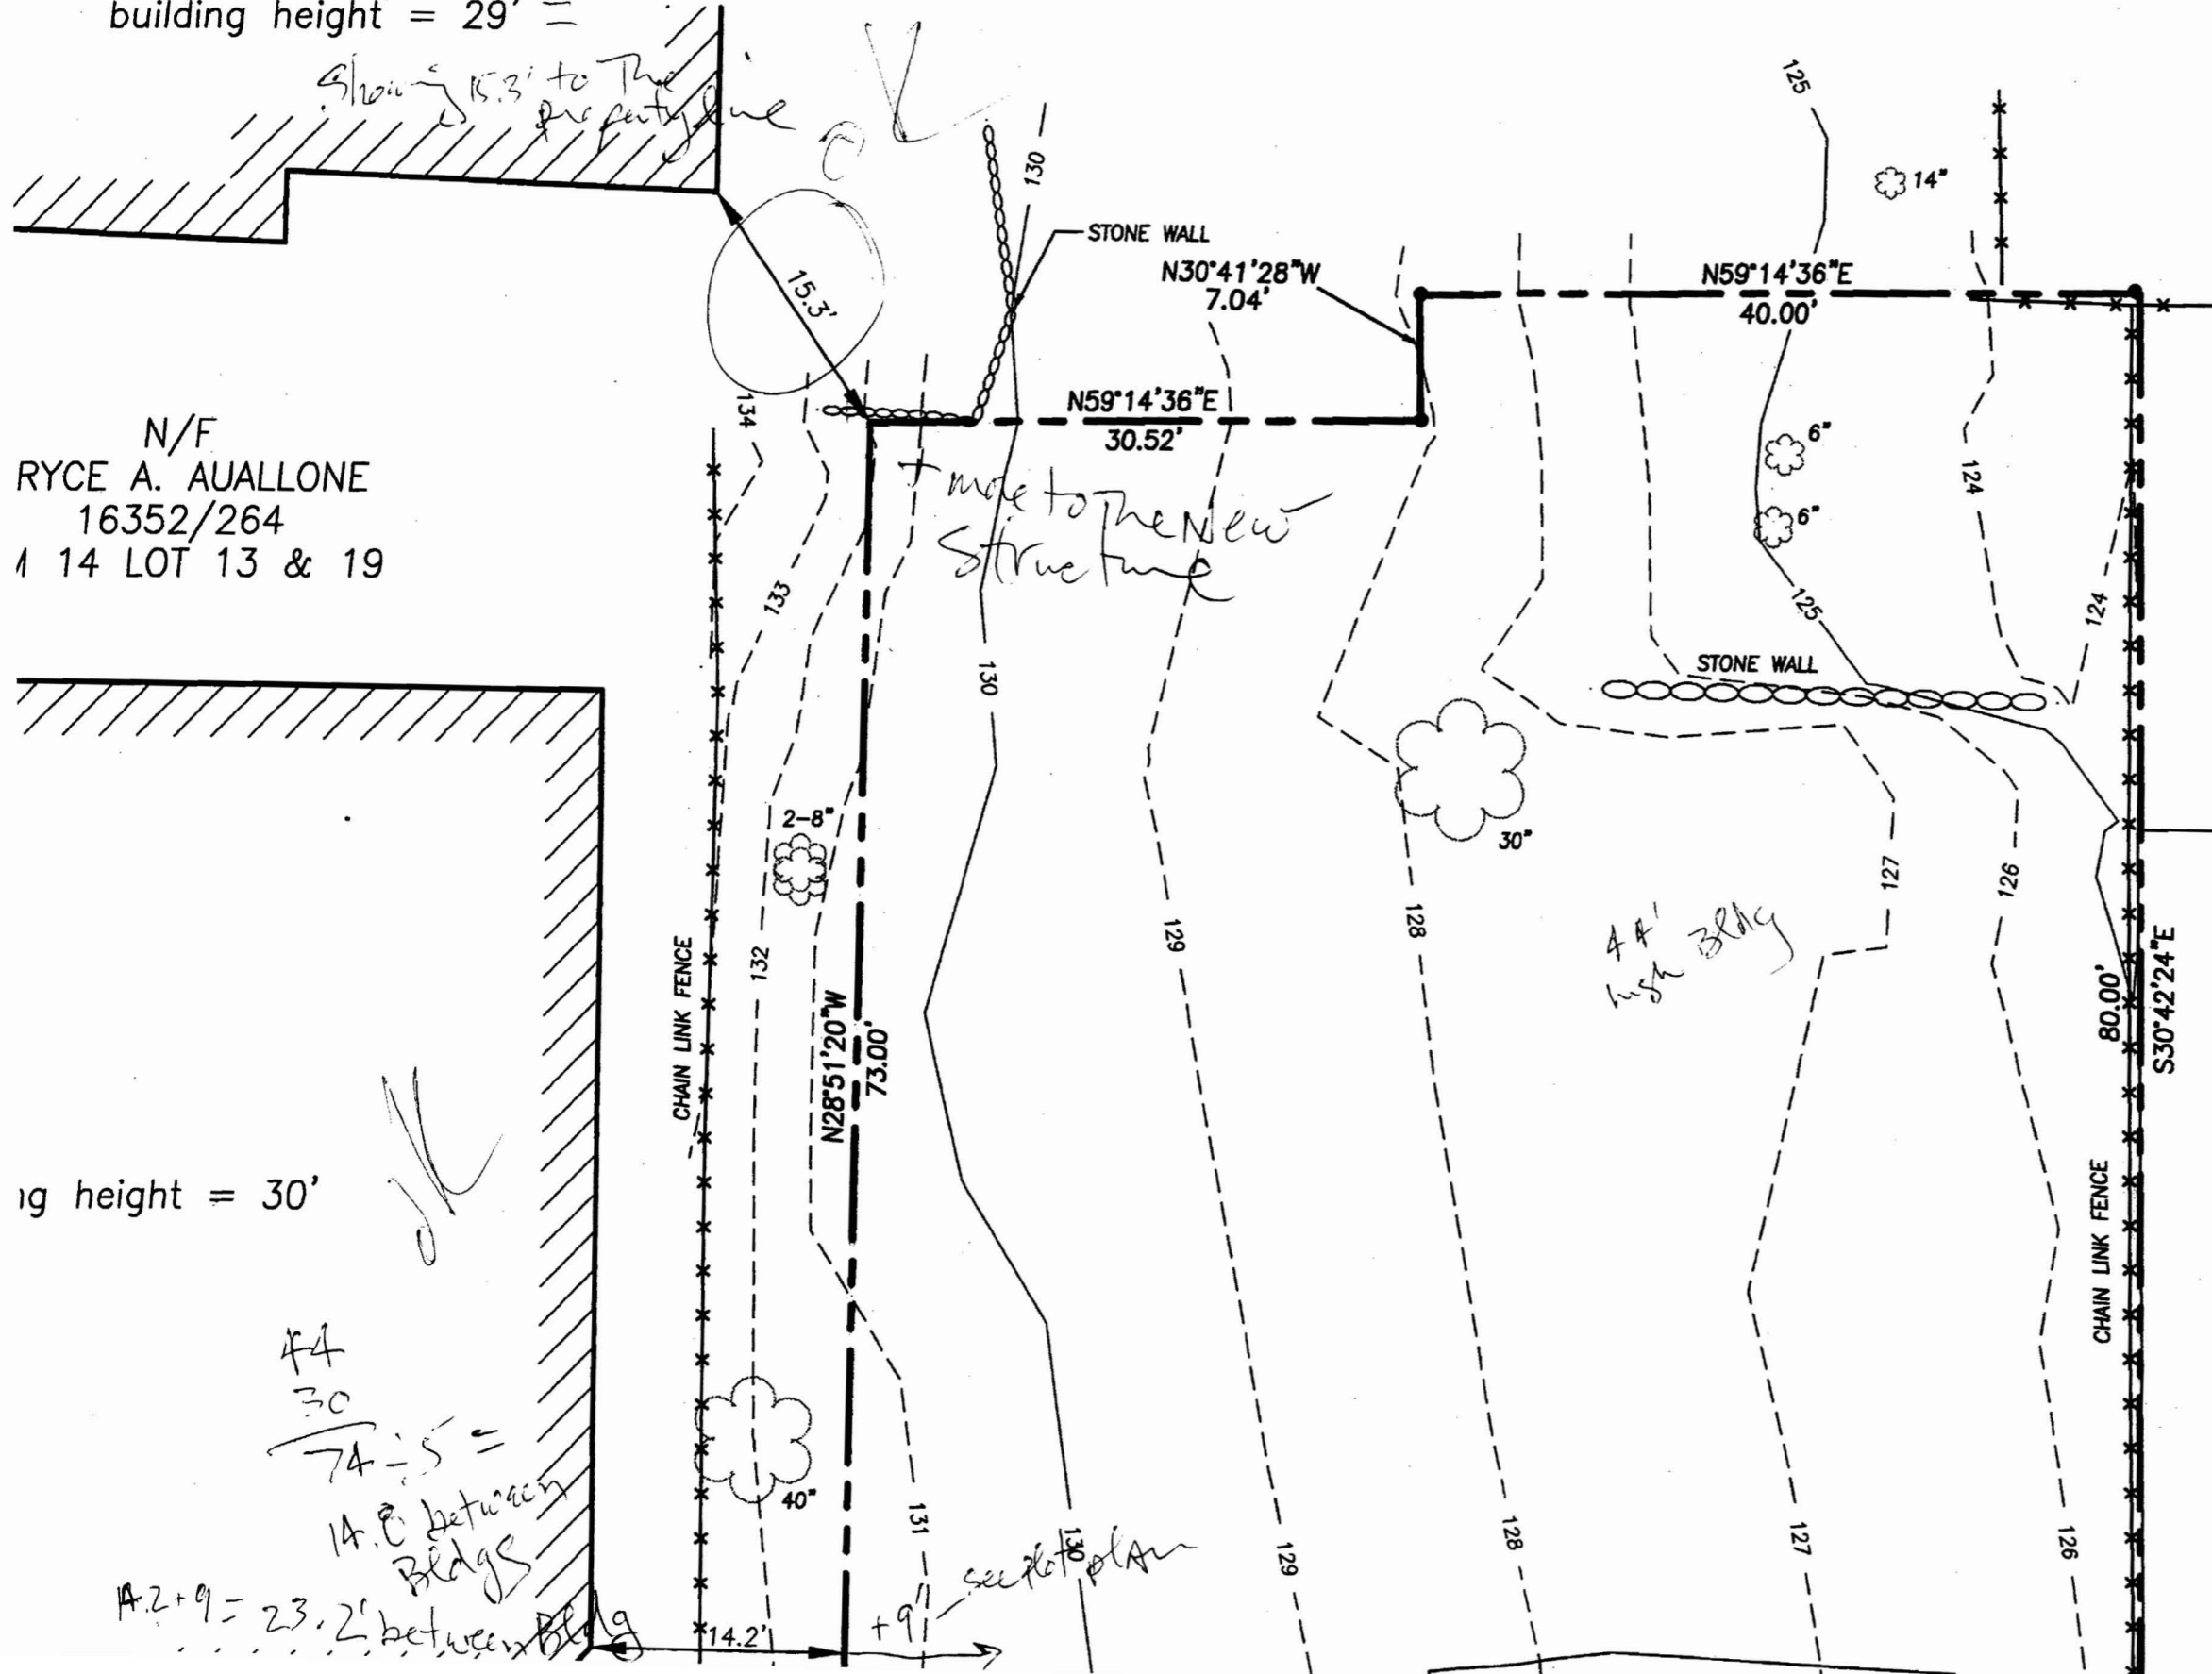 building height = 29' =
Showing 15.3' to The
property line
OK
130
125
14"
STONE WALL
N30°41'28"W
7.04'
N59°14'36"E
40.00'
15.3'
134
N59°14'36"E
30.52'
N/F
RYCE A. AUALLONE
16352/264
14 LOT 13 & 19
+ more to The New
Structure
6"
6"
124
133
125
124
130
STONE WALL
30"
2-8"
127
126
132
129
128
44'
high Bldg
CHAIN LINK FENCE
N28°51'20"W
73.00'
80.00'
S30°42'24"E
g height = 30'
OK
CHAIN LINK FENCE
44
30
74 ÷ 5 =
14.8 between
Bldgs
40"
131
130
129
128
127
126
see plot plan
14.2 + 9 = 23.2' between Bldg
14.2'
+9'